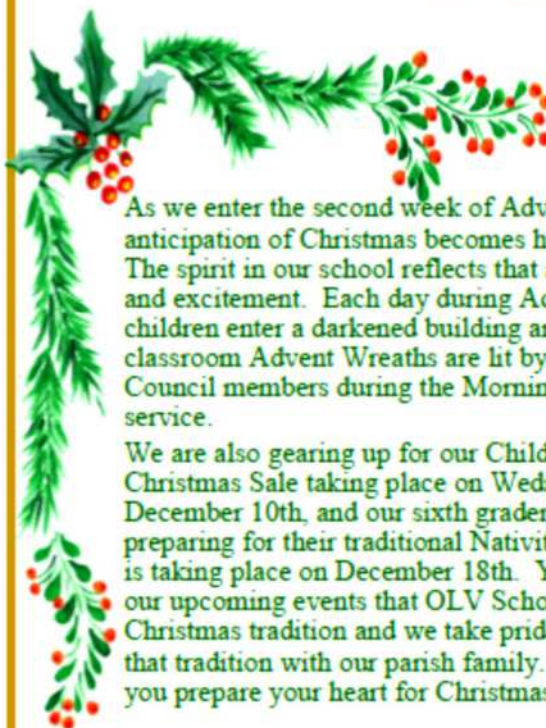 As we enter the second week of Adv
anticipation of Christmas becomes h
The spirit in our school reflects that
and excitement. Each day during Ad
children enter a darkened building an
classroom Advent Wreaths are lit by
Council members during the Mornin
service.
We are also gearing up for our Child
Christmas Sale taking place on Wed
December 10th, and our sixth grader
preparing for their traditional Nativit
is taking place on December 18th. Y
our upcoming events that OLV Scho
Christmas tradition and we take prid
that tradition with our parish family.
you prepare your heart for Christmas